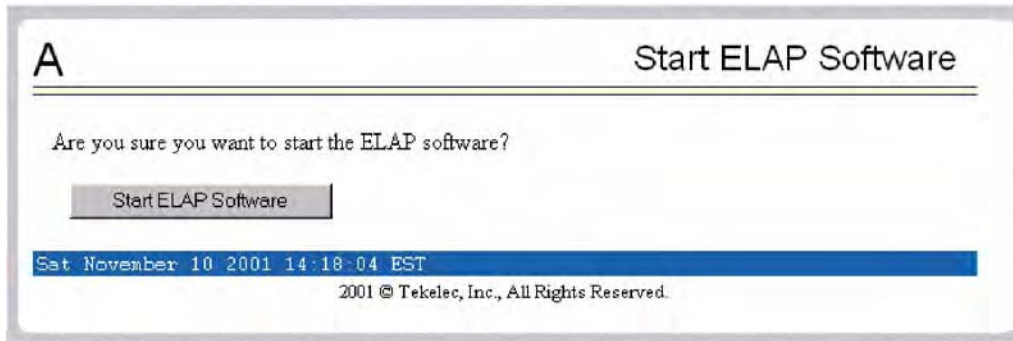 A
Start ELAP Software
Are you sure you want to start the ELAP software?
Start ELAP Software
Sat November 10 2001 14:18:04 EST
2001 © Tekelec, Inc., All Rights Reserved.